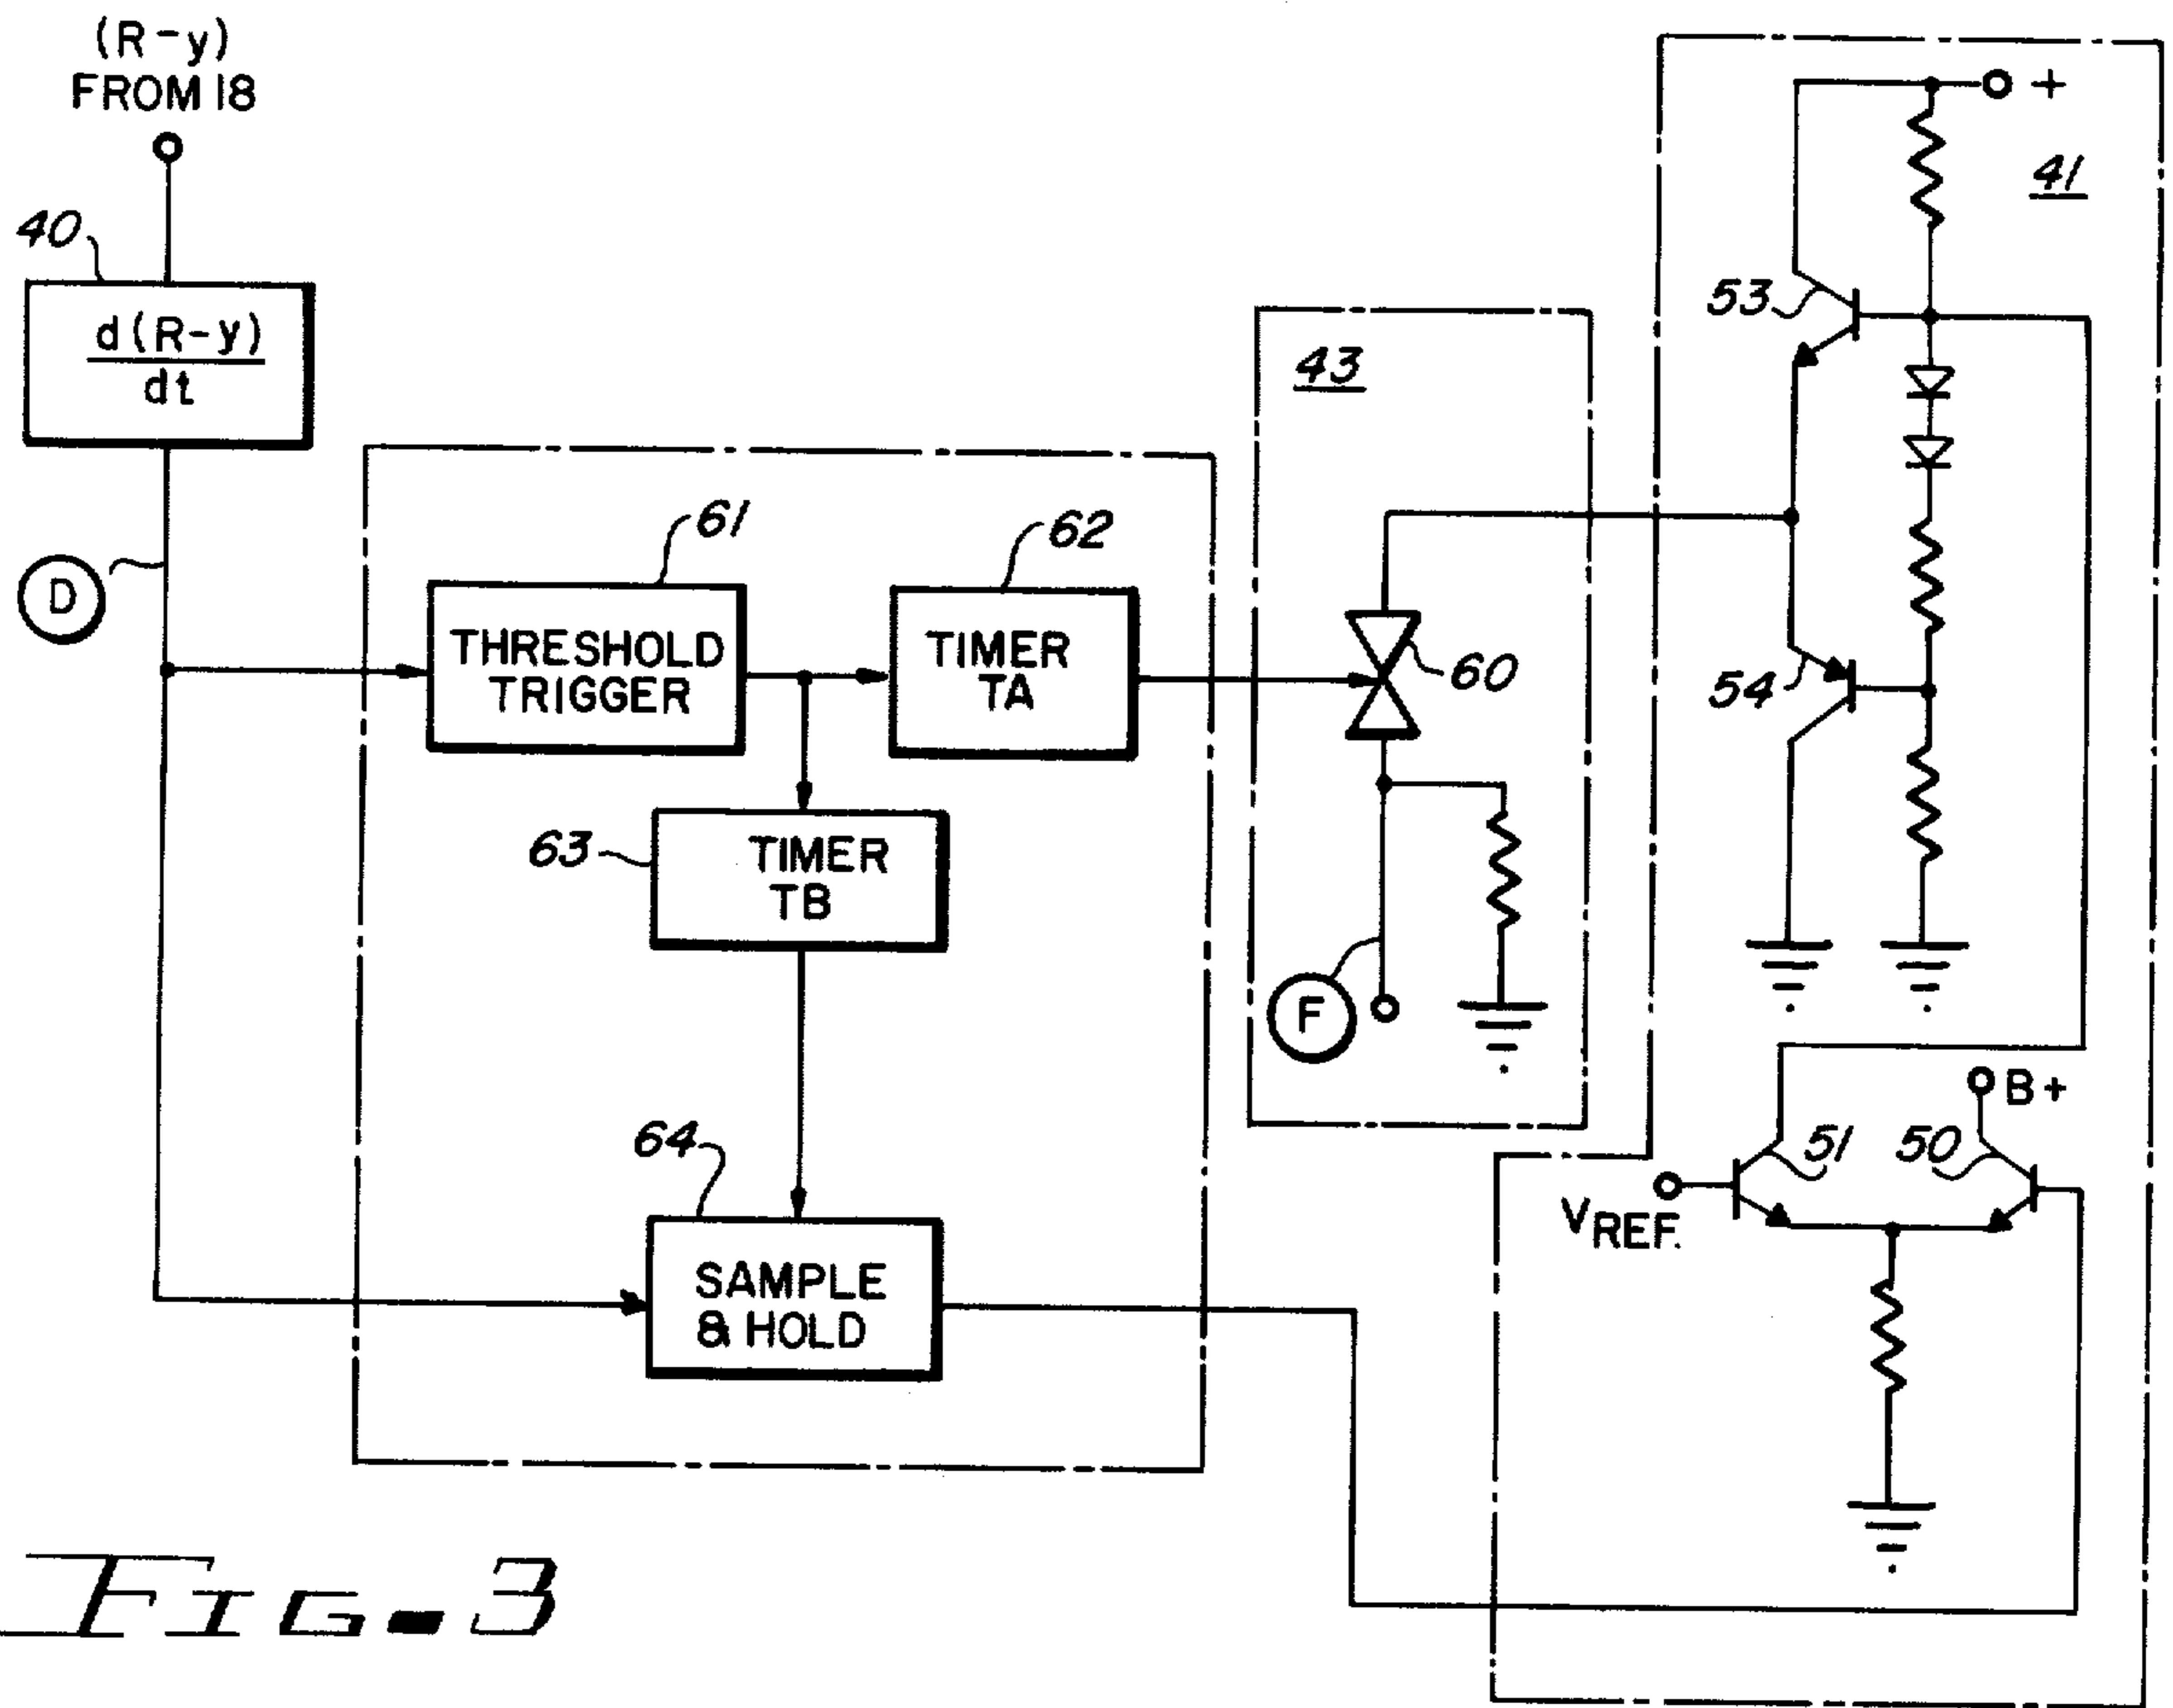 (R-y)
FROM 18
40
d(R-y)
dt
D
61
THRESHOLD
TRIGGER
62
TIMER
TA
63
TIMER
TB
64
SAMPLE
& HOLD
43
60
F
+
41
53
54
B+
51
50
VREF.
FIG-3